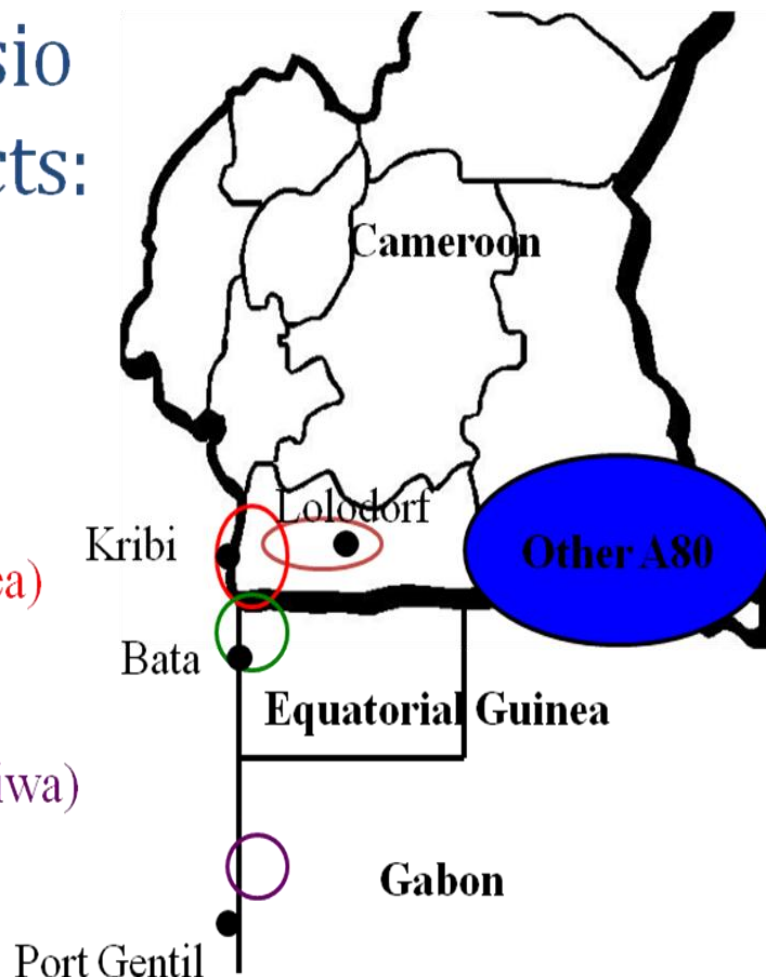 sio
cts:
Cameroon
Lolodorf
Kribi
Other A80
ea)
Bata
Equatorial Guinea
iwa)
Gabon
Port Gentil